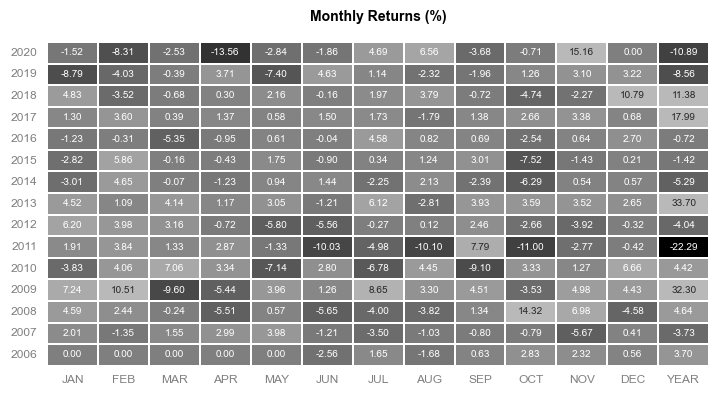 Monthly Returns (%)
2020 -1.52 -8.31 -2.53 -13.56 -2.84 -1.86 4.69 6.56 -3.68 -0.71 15.16 0.00 -10.89
2019 -8.79 -4.03 -0.39 3.71 -7.40 4.63 1.14 -2.32 -1.96 1.26 3.10 3.22 -8.56
2018 4.83 -3.52 -0.68 0.30 2.16 -0.16 1.97 3.79 -0.72 -4.74 -2.27 10.79 11.38
2017 1.30 3.60 0.39 1.37 0.58 1.50 1.73 -1.79 1.38 2.66 3.38 0.68 17.99
2016 -1.23 -0.31 -5.35 -0.95 0.61 -0.04 4.58 0.82 0.69 -2.54 0.64 2.70 -0.72
2015 -2.82 5.86 -0.16 -0.43 1.75 -0.90 0.34 1.24 3.01 -7.52 -1.43 0.21 -1.42
2014 -3.01 4.65 -0.07 -1.23 0.94 1.44 -2.25 2.13 -2.39 -6.29 0.54 0.57 -5.29
2013 4.52 1.09 4.14 1.17 3.05 -1.21 6.12 -2.81 3.93 3.59 3.52 2.65 33.70
2012 6.20 3.98 3.16 -0.72 -5.80 -5.56 -0.27 0.12 2.46 -2.66 -3.92 -0.32 -4.04
2011 1.91 3.84 1.33 2.87 -1.33 -10.03 -4.98 -10.10 7.79 -11.00 -2.77 -0.42 -22.29
2010 -3.83 4.06 7.06 3.34 -7.14 2.80 -6.78 4.45 -9.10 3.33 1.27 6.66 4.42
2009 7.24 10.51 -9.60 -5.44 3.96 1.26 8.65 3.30 4.51 -3.53 4.98 4.43 32.30
2008 4.59 2.44 -0.24 -5.51 0.57 -5.65 -4.00 -3.82 1.34 14.32 6.98 -4.58 4.64
2007 2.01 -1.35 1.55 2.99 3.98 -1.21 -3.50 -1.03 -0.80 -0.79 -5.67 0.41 -3.73
2006 0.00 0.00 0.00 0.00 0.00 -2.56 1.65 -1.68 0.63 2.83 2.32 0.56 3.70
JAN FEB MAR APR MAY JUN JUL AUG SEP OCT NOV DEC YEAR